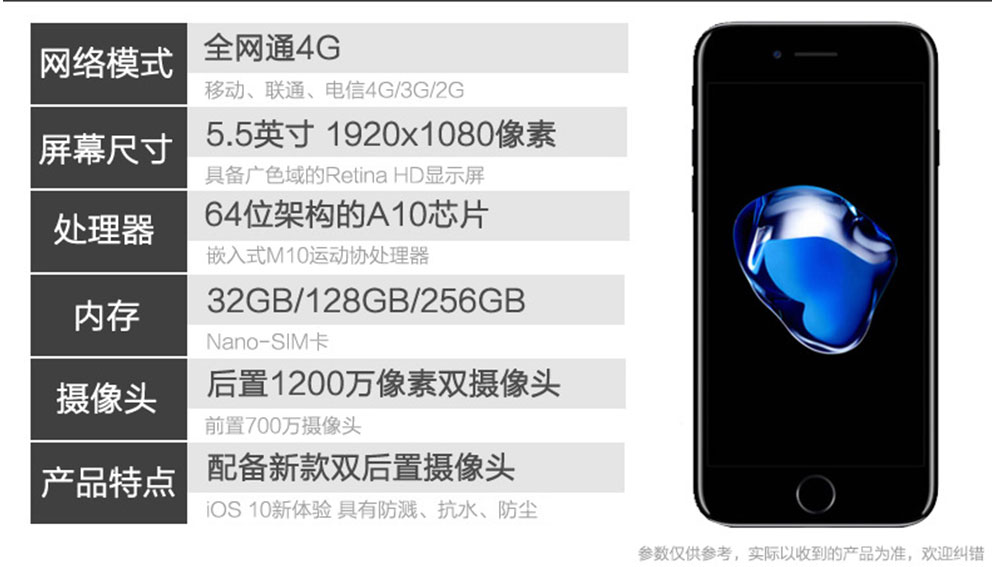 网络模式
全网通4G
移动、联通、电信4G/3G/2G
屏幕尺寸
5.5英寸 1920x1080像素
具备广色域的Retina HD显示屏
处理器
64位架构的A10芯片
嵌入式M10运动协处理器
内存
32GB/128GB/256GB
Nano-SIM卡
摄像头
后置1200万像素双摄像头
前置700万摄像头
产品特点
配备新款双后置摄像头
iOS 10新体验 具有防溅、抗水、防尘
参数仅供参考，实际以收到的产品为准，欢迎纠错